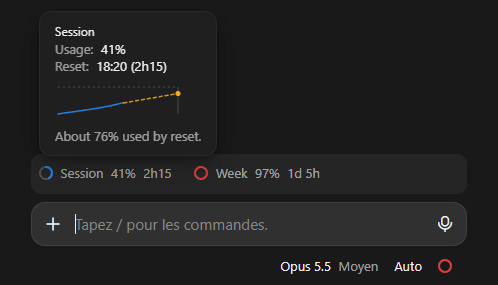 Session
Usage: 41%
Reset: 18:20 (2h15)
About 76% used by reset.
Session 41% 2h15 Week 97% 1d 5h
Tapez / pour les commandes.
Opus 5.5 Moyen Auto